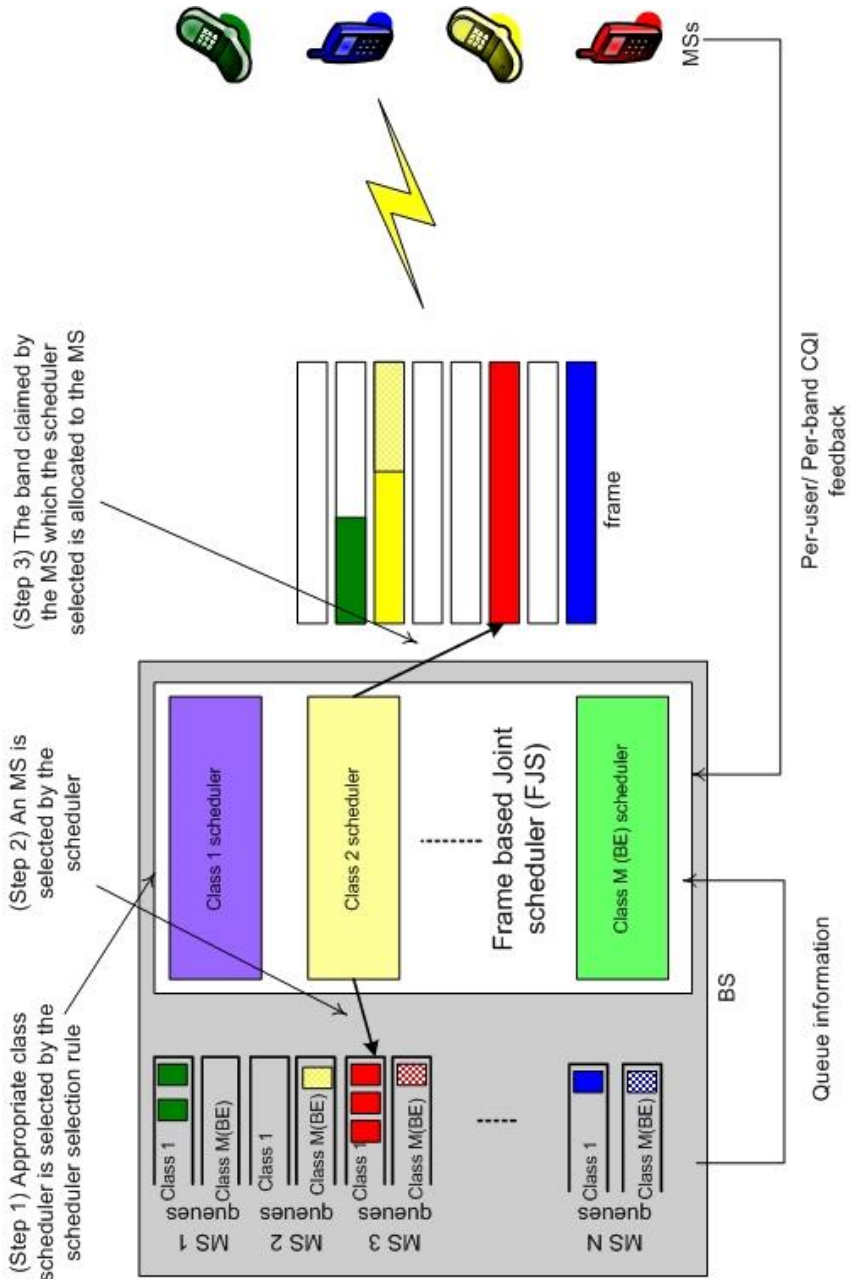 (Step 1) Appropriate class
scheduler is selected by the
scheduler selection rule
(Step 2) An MS is
selected by the
scheduler
(Step 3) The band claimed by
the MS which the scheduler
selected is allocated to the MS
MS 1
queues
Class 1
Class M(BE)
MS 2
queues
Class 1
Class M(BE)
MS 3
queues
Class 1
Class M(BE)
MS N
queues
Class 1
Class M(BE)
Class 1 scheduler
Class 2 scheduler
Frame based Joint
scheduler (FJS)
Class M (BE) scheduler
BS
frame
MSs
Queue information
Per-user/ Per-band CQI
feedback